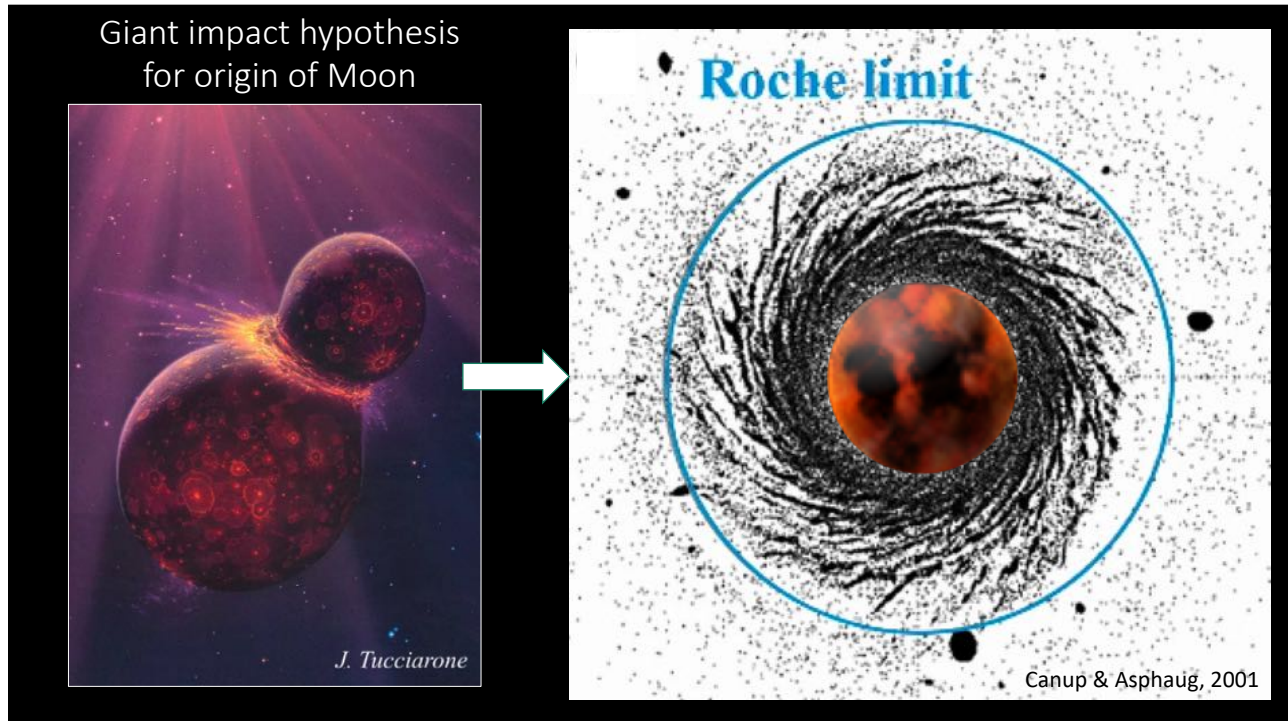 Giant impact hypothesis
for origin of Moon
J. Tucciarone
Roche limit
Canup & Asphaug, 2001